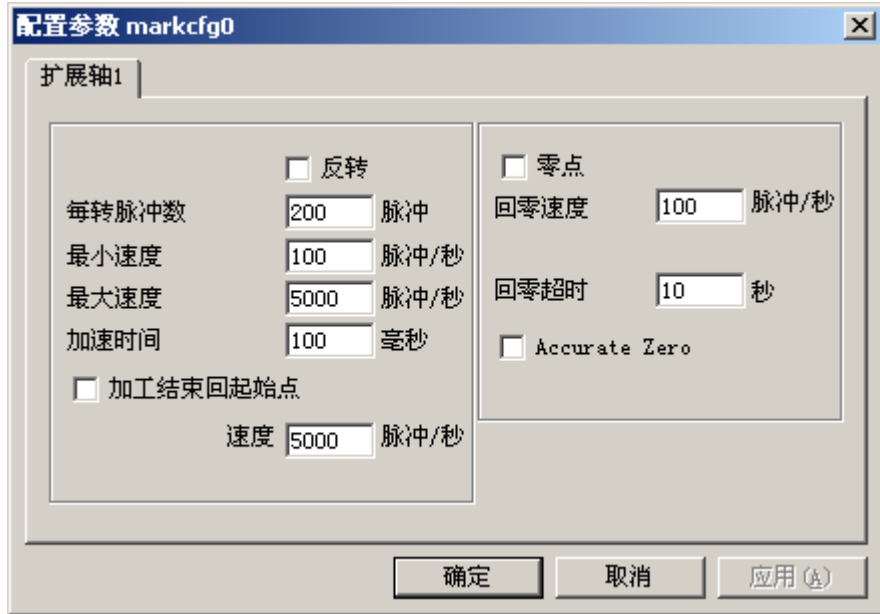 配置参数 markcfg0
扩展轴1
反转
每转脉冲数 200 脉冲
最小速度 100 脉冲/秒
最大速度 5000 脉冲/秒
加速时间 100 毫秒
加工结束回起始点
速度 5000 脉冲/秒
零点
回零速度 100 脉冲/秒
回零超时 10 秒
Accurate Zero
确定 取消 应用(A)